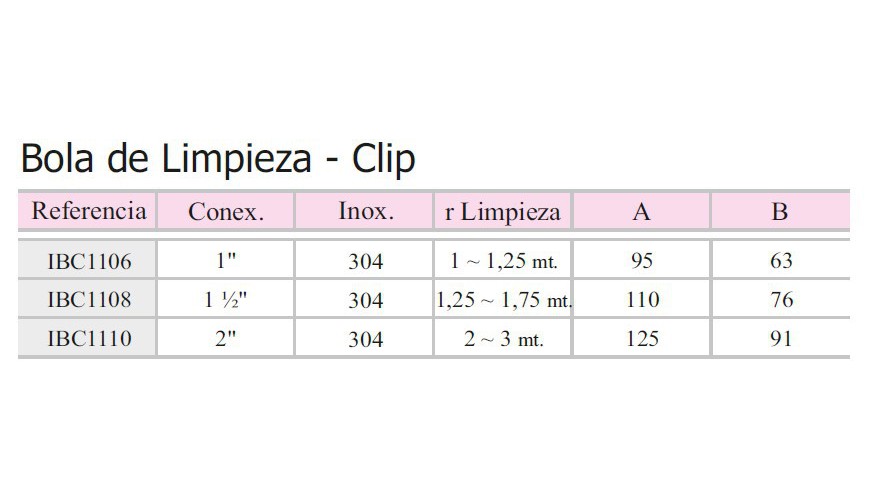 Bola de Limpieza - Clip
Referencia Conex. Inox. r Limpieza A B
IBC1106 1" 304 1 ~ 1,25 mt. 95 63
IBC1108 1 ½" 304 1,25 ~ 1,75 mt. 110 76
IBC1110 2" 304 2 ~ 3 mt. 125 91